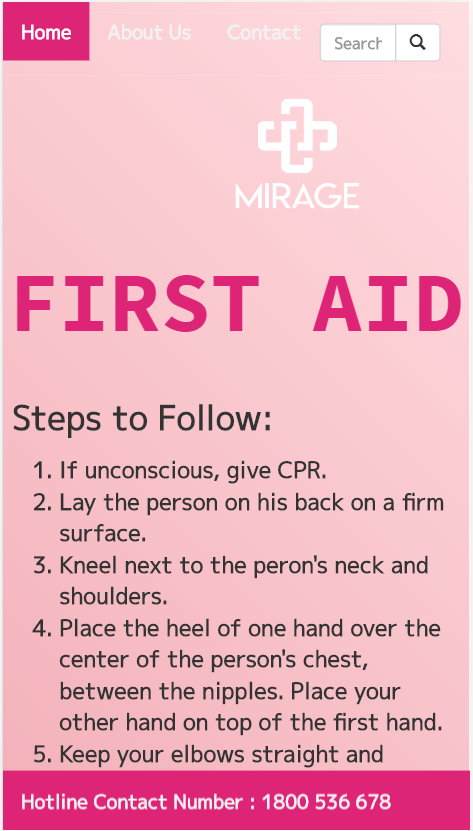 Home About Us Contact Search
MIRAGE
FIRST AID
Steps to Follow:
1. If unconscious, give CPR.
2. Lay the person on his back on a firm
surface.
3. Kneel next to the peron's neck and
shoulders.
4. Place the heel of one hand over the
center of the person's chest,
between the nipples. Place your
other hand on top of the first hand.
5. Keep your elbows straight and
Hotline Contact Number : 1800 536 678